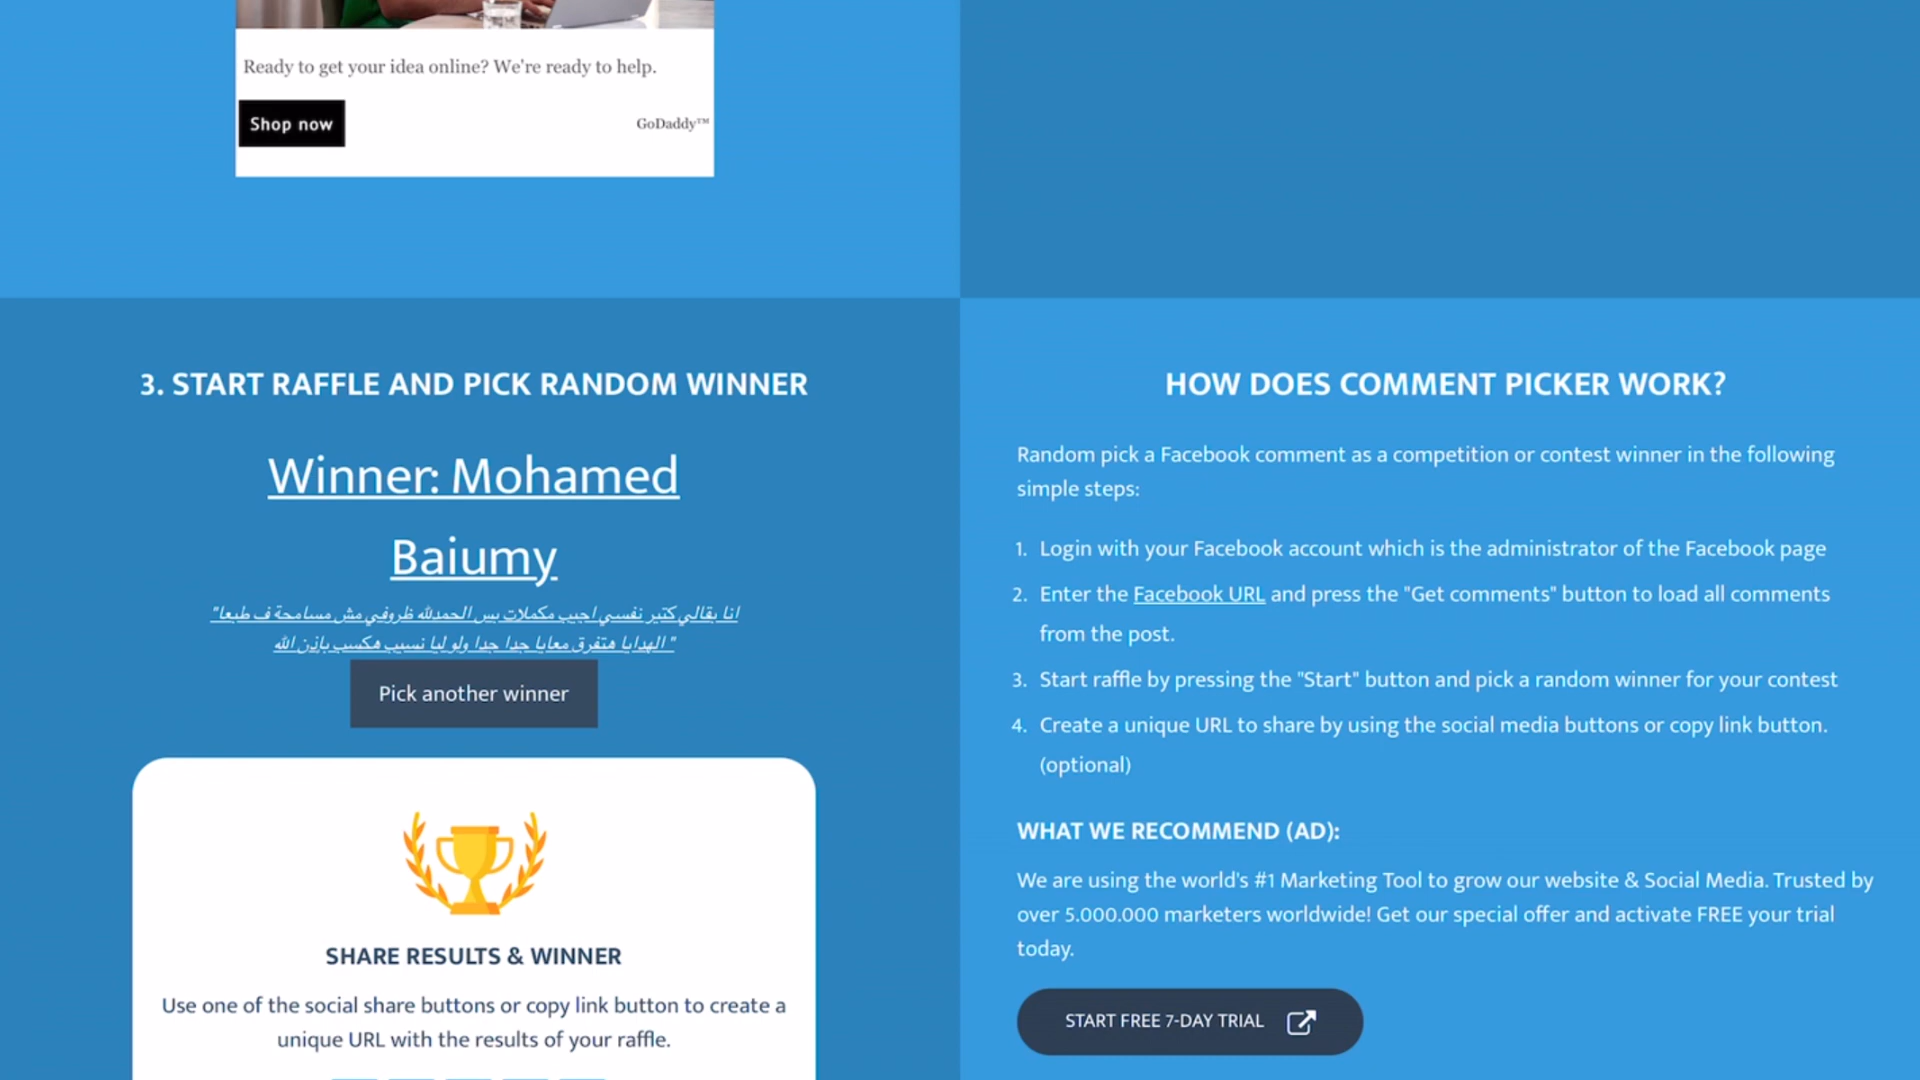 Ready to get your idea online? We're ready to help.
Shop now
GoDaddy™
3. START RAFFLE AND PICK RANDOM WINNER
Winner: Mohamed
Baiumy
"انا بقالي كتير نفسي اجيب مكملات بس الحمدلله ظروفي مش مسامحة ف طبعا
الهدايا هتفرق معايا جدا جدا ولو ليا نسيب هكسب بإذن الله "
Pick another winner
SHARE RESULTS & WINNER
Use one of the social share buttons or copy link button to create a
unique URL with the results of your raffle.
HOW DOES COMMENT PICKER WORK?
Random pick a Facebook comment as a competition or contest winner in the following
simple steps:
1. Login with your Facebook account which is the administrator of the Facebook page
2. Enter the Facebook URL and press the "Get comments" button to load all comments
from the post.
3. Start raffle by pressing the "Start" button and pick a random winner for your contest
4. Create a unique URL to share by using the social media buttons or copy link button.
(optional)
WHAT WE RECOMMEND (AD):
We are using the world's #1 Marketing Tool to grow our website & Social Media. Trusted by
over 5.000.000 marketers worldwide! Get our special offer and activate FREE your trial
today.
START FREE 7-DAY TRIAL